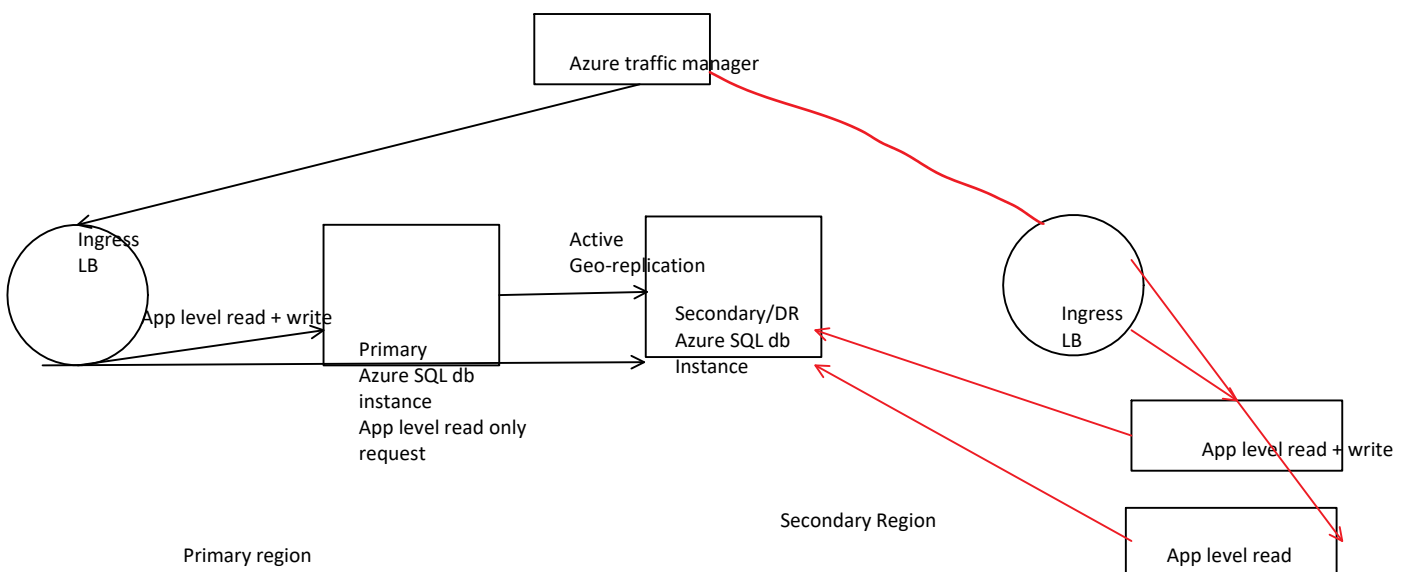 Azure traffic manager
Ingress
LB
App level read + write
Primary
Azure SQL db
instance
App level read only
request
Active
Geo-replication
Secondary/DR
Azure SQL db
Instance
Ingress
LB
App level read + write
App level read
Secondary Region
Primary region